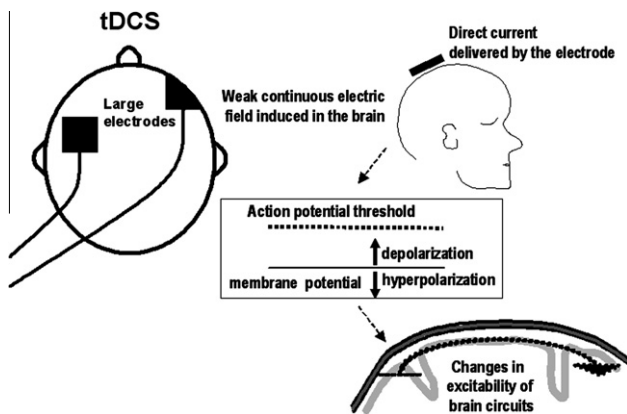 tDCS
Large
electrodes
Direct current
delivered by the electrode
Weak continuous electric
field induced in the brain
Action potential threshold
depolarization
membrane potential
hyperpolarization
Changes in
excitability of
brain circuits